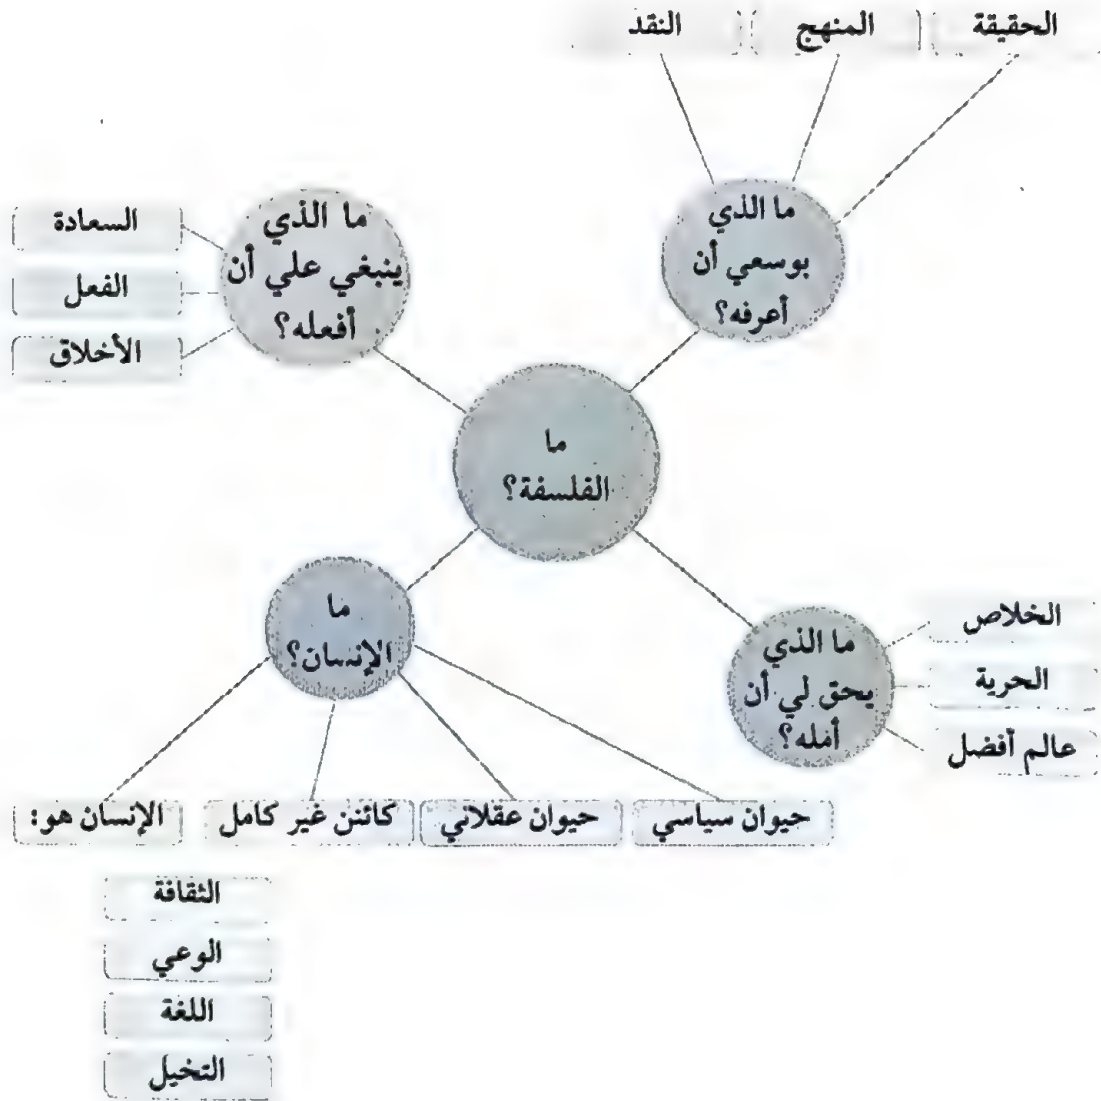 الحقيقة
المنهج
النقد
ما الذي
بوسعي أن
أعرفه؟
ما الذي
ينبغي علي أن
أفعله؟
السعادة
الفعل
الأخلاق
ما
الفلسفة؟
ما
الإنسان؟
ما الذي
يحق لي أن
أمله؟
الخلاص
الحرية
عالم أفضل
حيوان سياسي
حيوان عقلاني
كائنن غير كامل
الإنسان هو:
الثقافة
الوعي
اللغة
التخيل